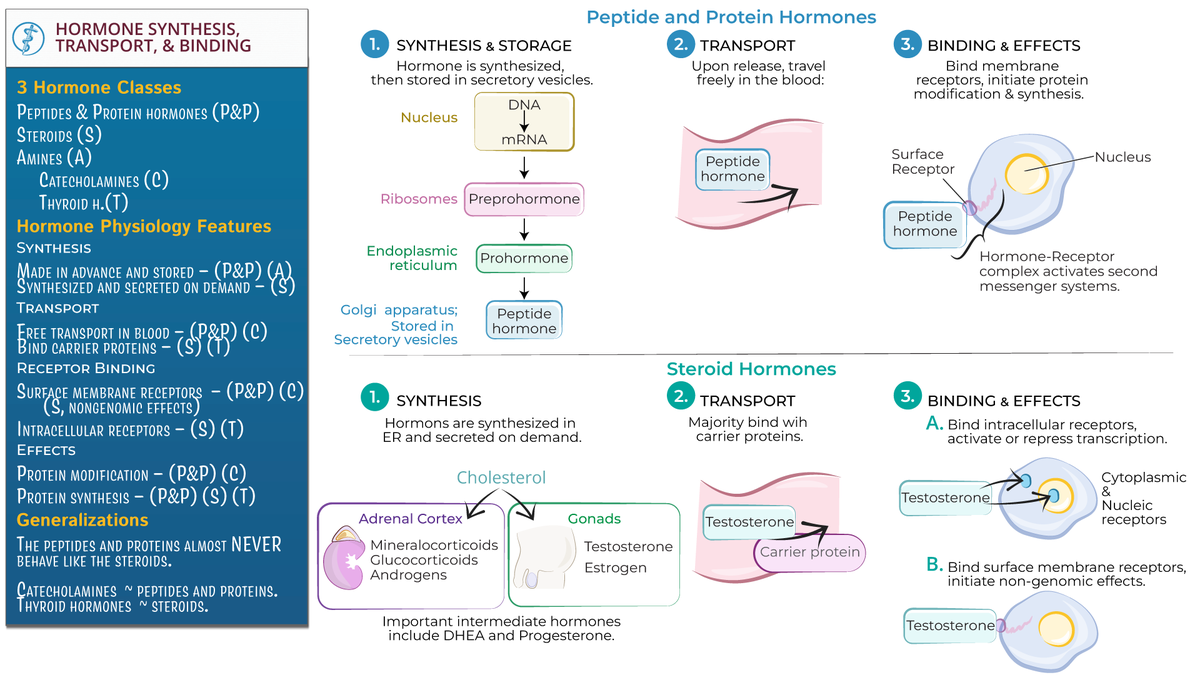 HORMONE SYNTHESIS,
TRANSPORT, & BINDING
3 Hormone Classes
Peptides & Protein hormones (P&P)
Steroids (S)
Amines (A)
Catecholamines (C)
Thyroid h.(T)
Hormone Physiology Features
Synthesis
Made in advance and stored – (P&P) (A)
Synthesized and secreted on demand – (S)
Transport
Free transport in blood – (P&P) (C)
Bind carrier proteins – (S) (T)
Receptor Binding
Surface membrane receptors – (P&P) (C)
(S, nongenomic effects)
Intracellular receptors – (S) (T)
Effects
Protein modification – (P&P) (C)
Protein synthesis – (P&P) (S) (T)
Generalizations
The peptides and proteins almost NEVER
behave like the steroids.
Catecholamines ~ peptides and proteins.
Thyroid hormones ~ steroids.
Peptide and Protein Hormones
1. SYNTHESIS & STORAGE
Hormone is synthesized,
then stored in secretory vesicles.
Nucleus
DNA
mRNA
Ribosomes
Preprohormone
Endoplasmic
reticulum
Prohormone
Golgi apparatus;
Stored in
Secretory vesicles
Peptide
hormone
2. TRANSPORT
Upon release, travel
freely in the blood:
Peptide
hormone
3. BINDING & EFFECTS
Bind membrane
receptors, initiate protein
modification & synthesis.
Surface
Receptor
Nucleus
Peptide
hormone
Hormone-Receptor
complex activates second
messenger systems.
Steroid Hormones
1. SYNTHESIS
Hormons are synthesized in
ER and secreted on demand.
Cholesterol
Adrenal Cortex
Mineralocorticoids
Glucocorticoids
Androgens
Gonads
Testosterone
Estrogen
Important intermediate hormones
include DHEA and Progesterone.
2. TRANSPORT
Majority bind wih
carrier proteins.
Testosterone
Carrier protein
3. BINDING & EFFECTS
A. Bind intracellular receptors,
activate or repress transcription.
Testosterone
Cytoplasmic
&
Nucleic
receptors
B. Bind surface membrane receptors,
initiate non-genomic effects.
Testosterone